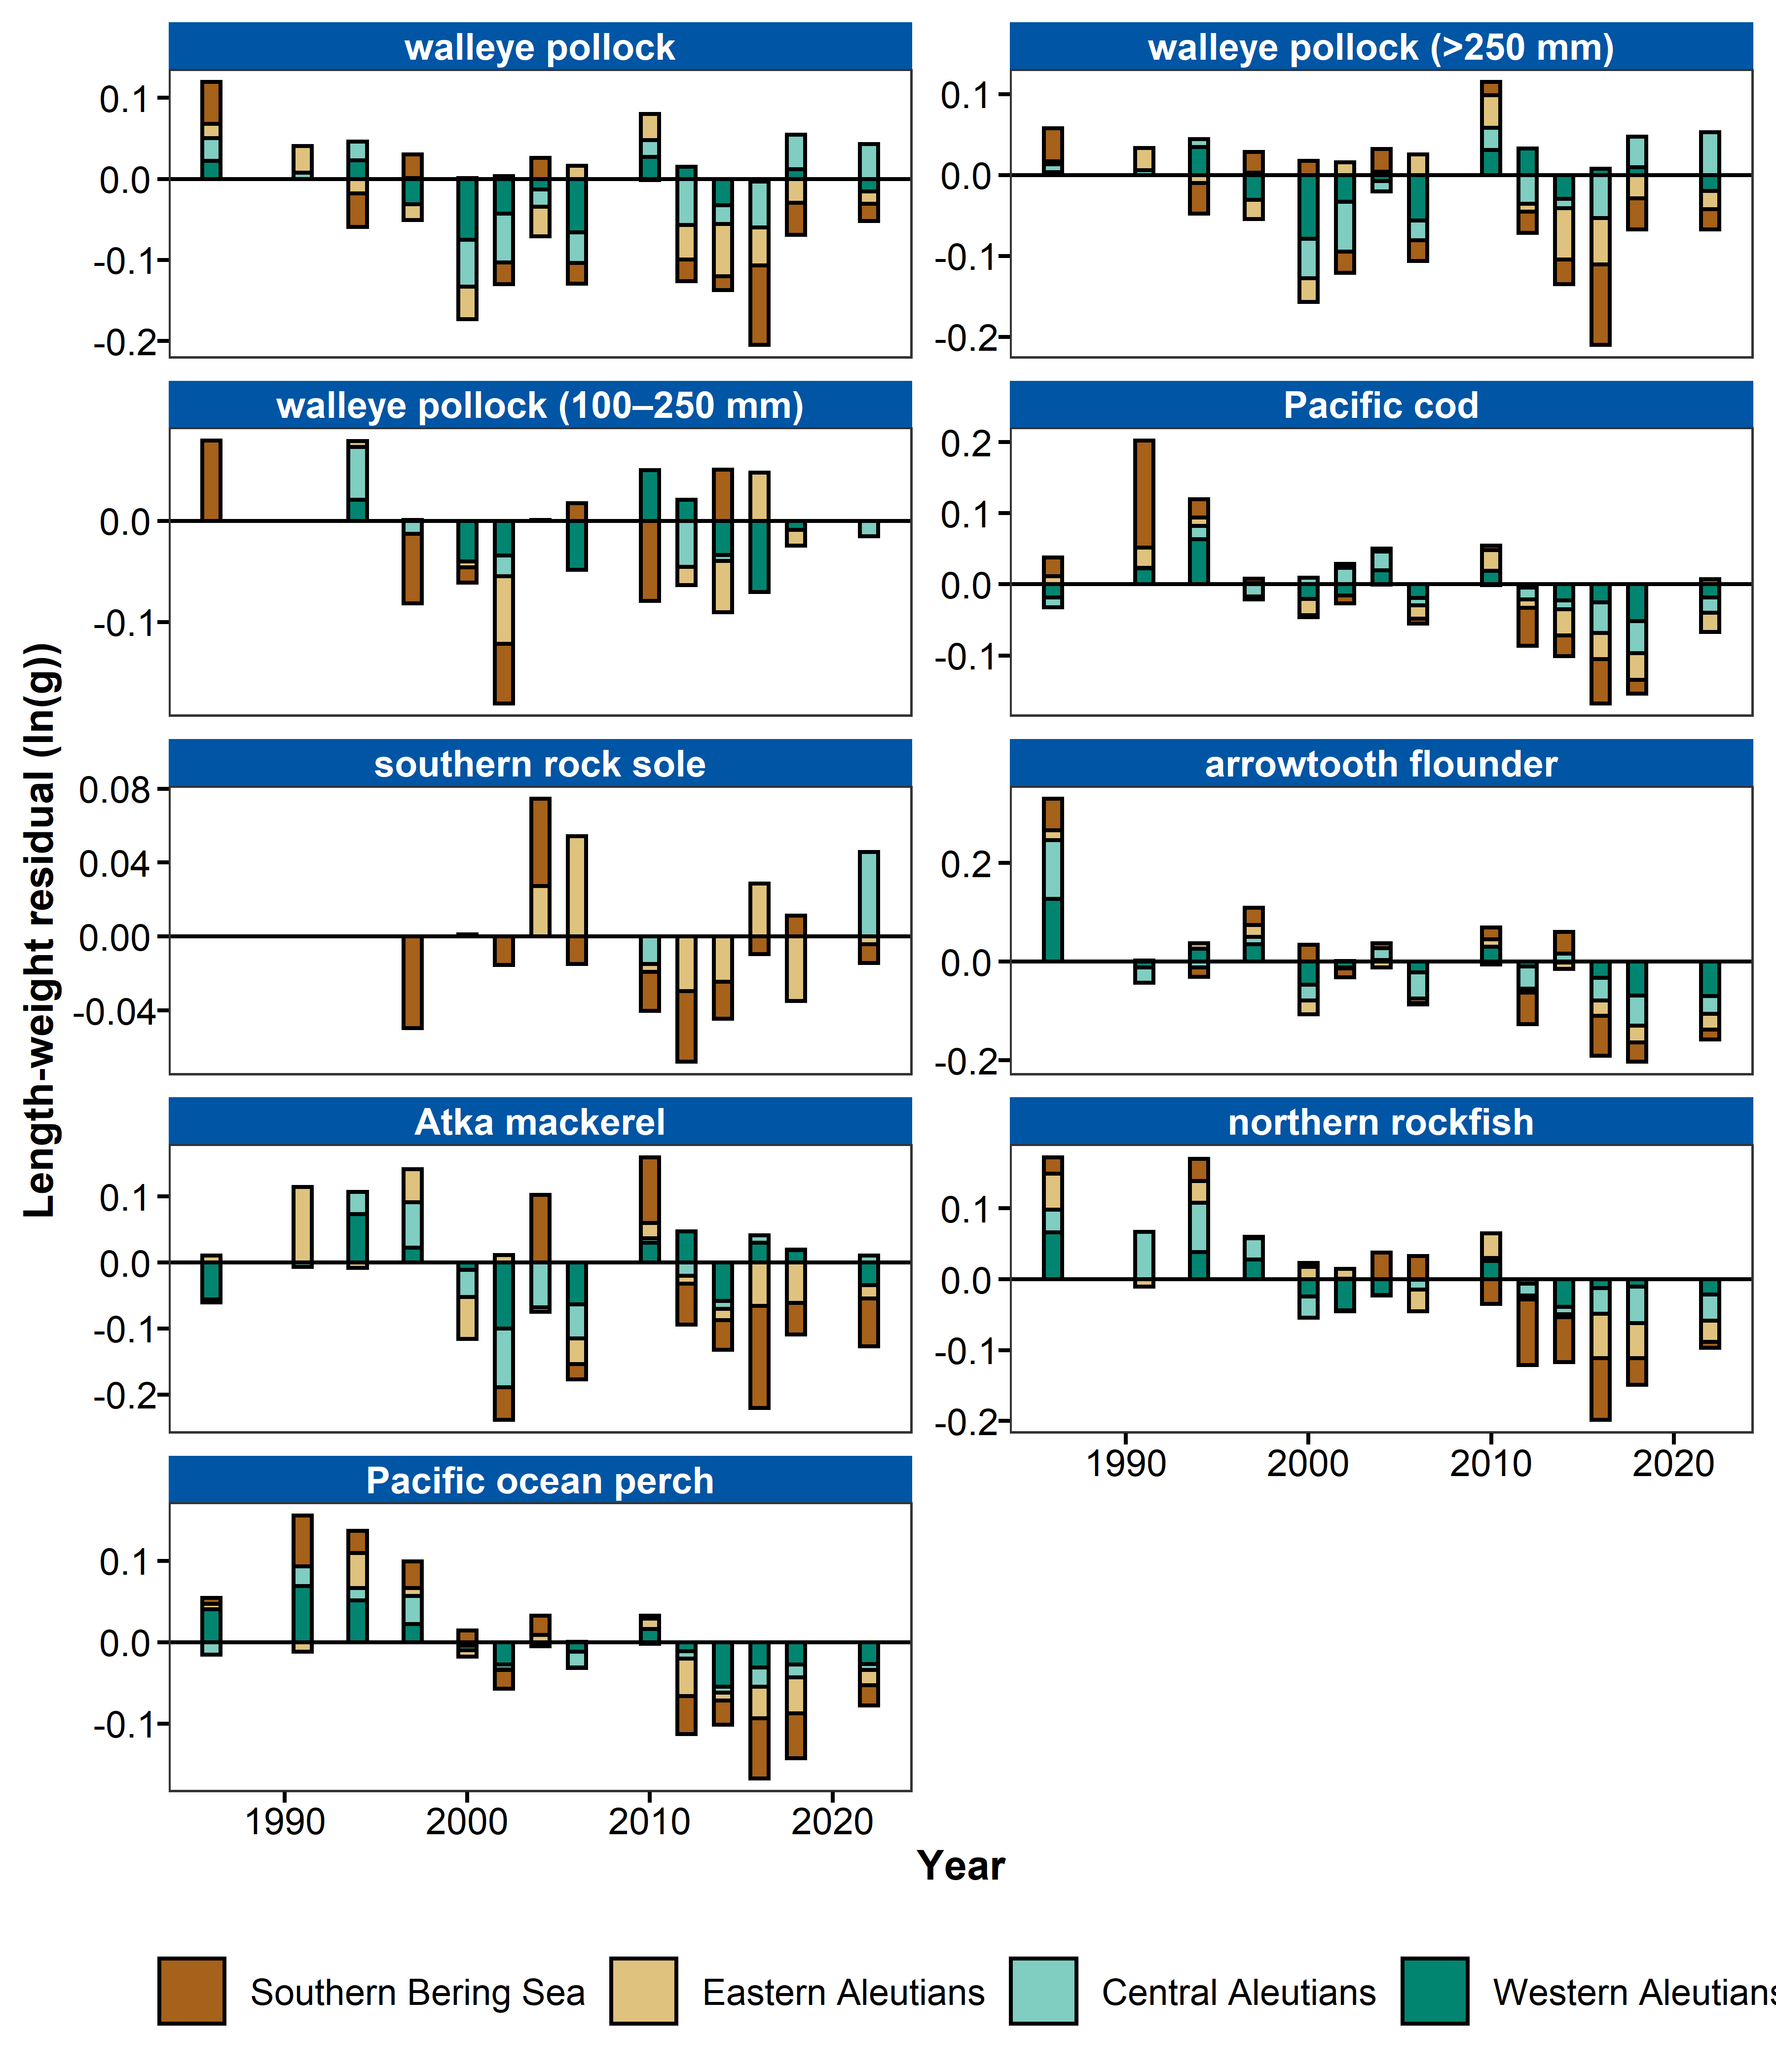 walleye pollock
walleye pollock (>250 mm)
0.1
0.0
-0.1
-0.2
0.1
0.0
-0.1
-0.2
walleye pollock (100–250 mm)
Pacific cod
0.0
-0.1
0.2
0.1
0.0
-0.1
southern rock sole
arrowtooth flounder
0.08
0.04
0.00
-0.04
0.2
0.0
-0.2
Length-weight residual (ln(g))
Atka mackerel
northern rockfish
0.1
0.0
-0.1
-0.2
0.1
0.0
-0.1
-0.2
1990 2000 2010 2020
Pacific ocean perch
0.1
0.0
-0.1
1990 2000 2010 2020
Year
Southern Bering Sea Eastern Aleutians Central Aleutians Western Aleutians